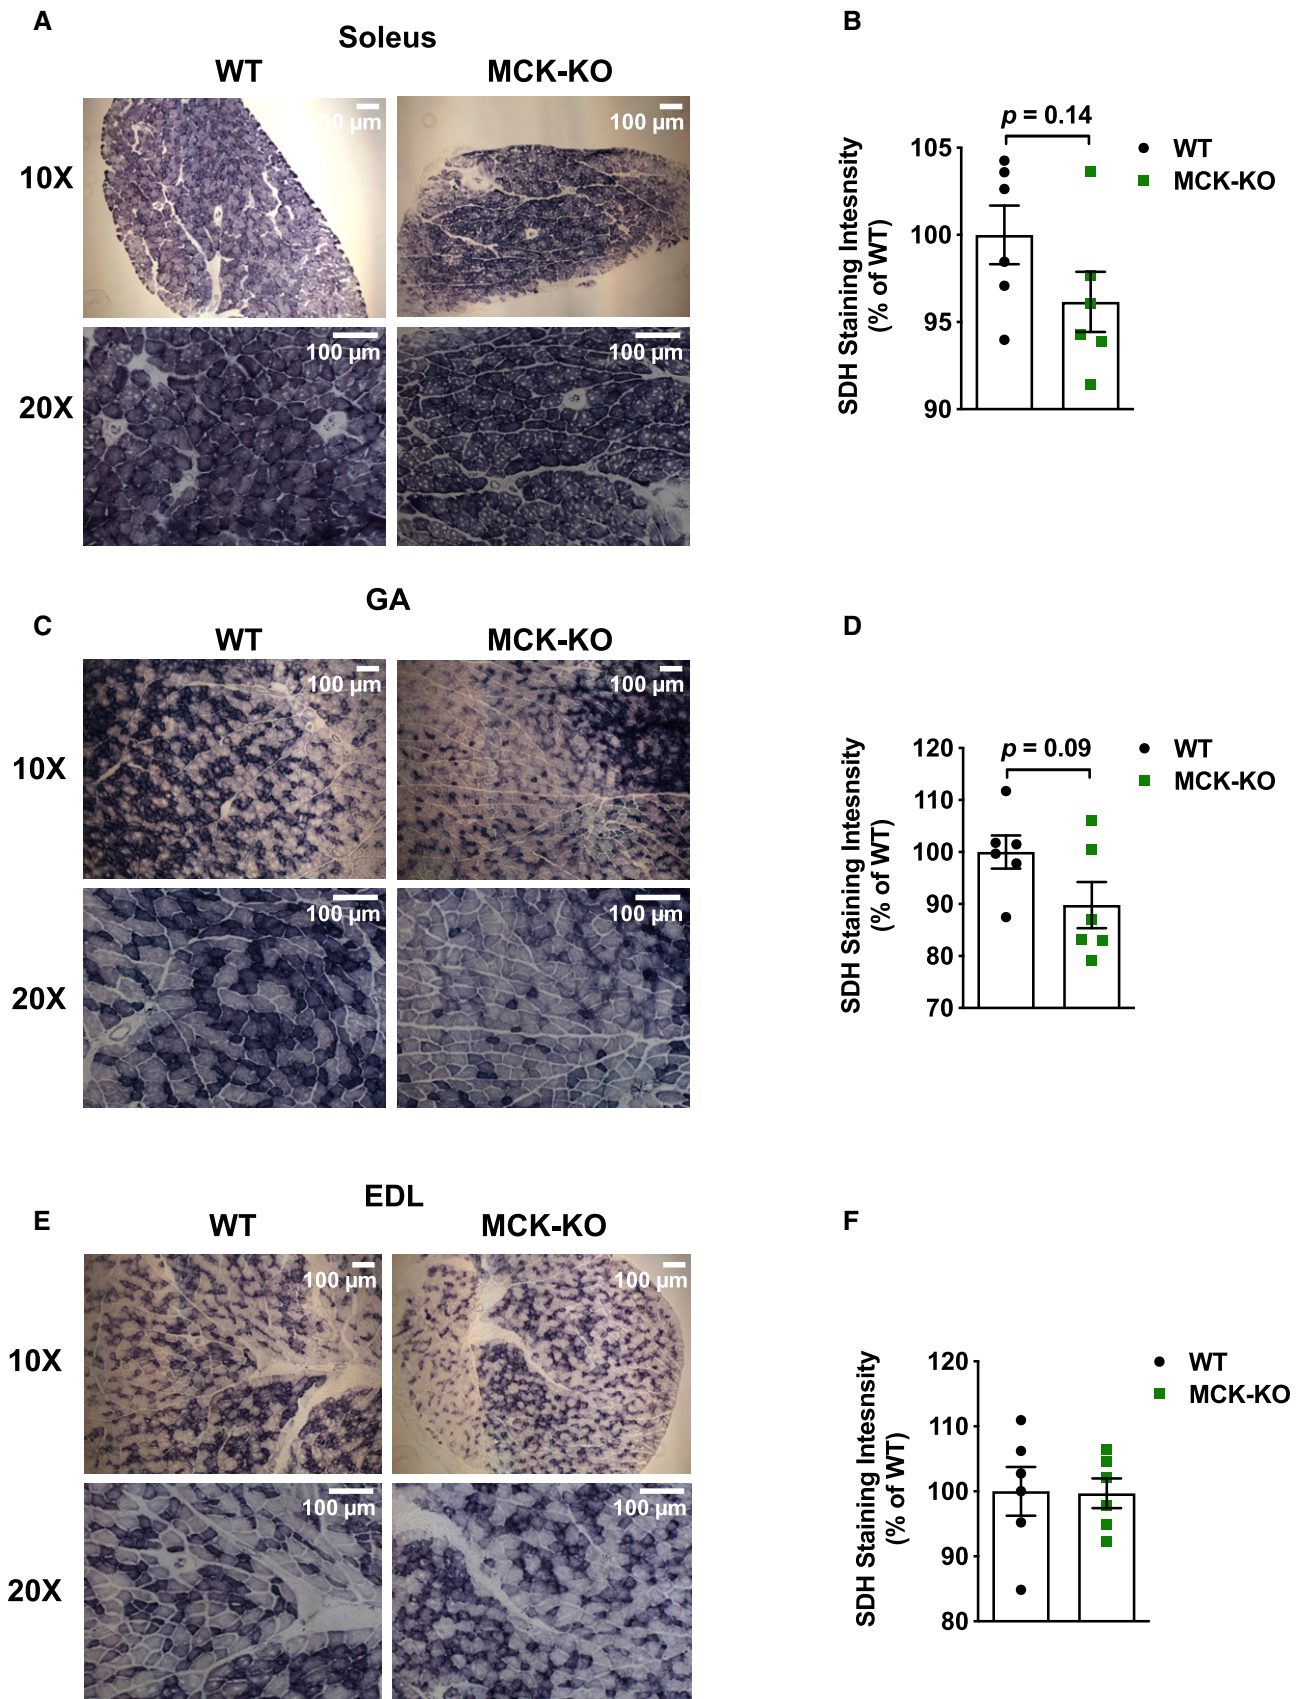 A
Soleus
WT
MCK-KO
10X
100 µm
100 µm
20X
100 µm
100 µm
B
p = 0.14
WT
MCK-KO
SDH Staining Intesnsity
(% of WT)
105
100
95
90
C
GA
WT
MCK-KO
10X
100 µm
100 µm
20X
100 µm
100 µm
D
p = 0.09
WT
MCK-KO
SDH Staining Intesnsity
(% of WT)
120
110
100
90
80
70
E
EDL
WT
MCK-KO
10X
100 µm
100 µm
20X
100 µm
100 µm
F
WT
MCK-KO
SDH Staining Intesnsity
(% of WT)
120
110
100
90
80